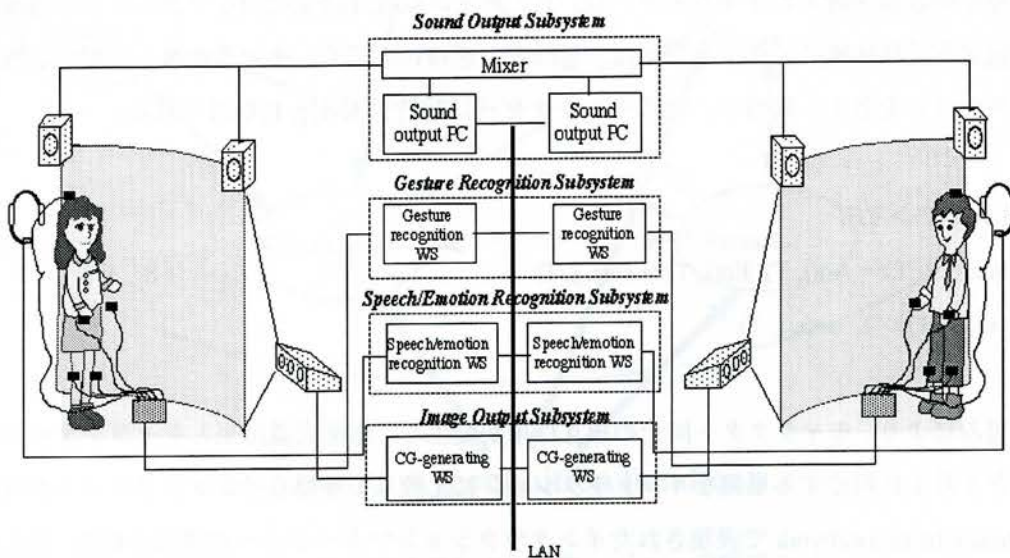 Sound Output Subsystem
Mixer
Sound
output PC
Sound
output PC
Gesture Recognition Subsystem
Gesture
recognition
WS
Gesture
recognition
WS
Speech/Emotion Recognition Subsystem
Speech/emotion
recognition WS
Speech/emotion
recognition WS
Image Output Subsystem
CG-generating
WS
CG-generating
WS
LAN